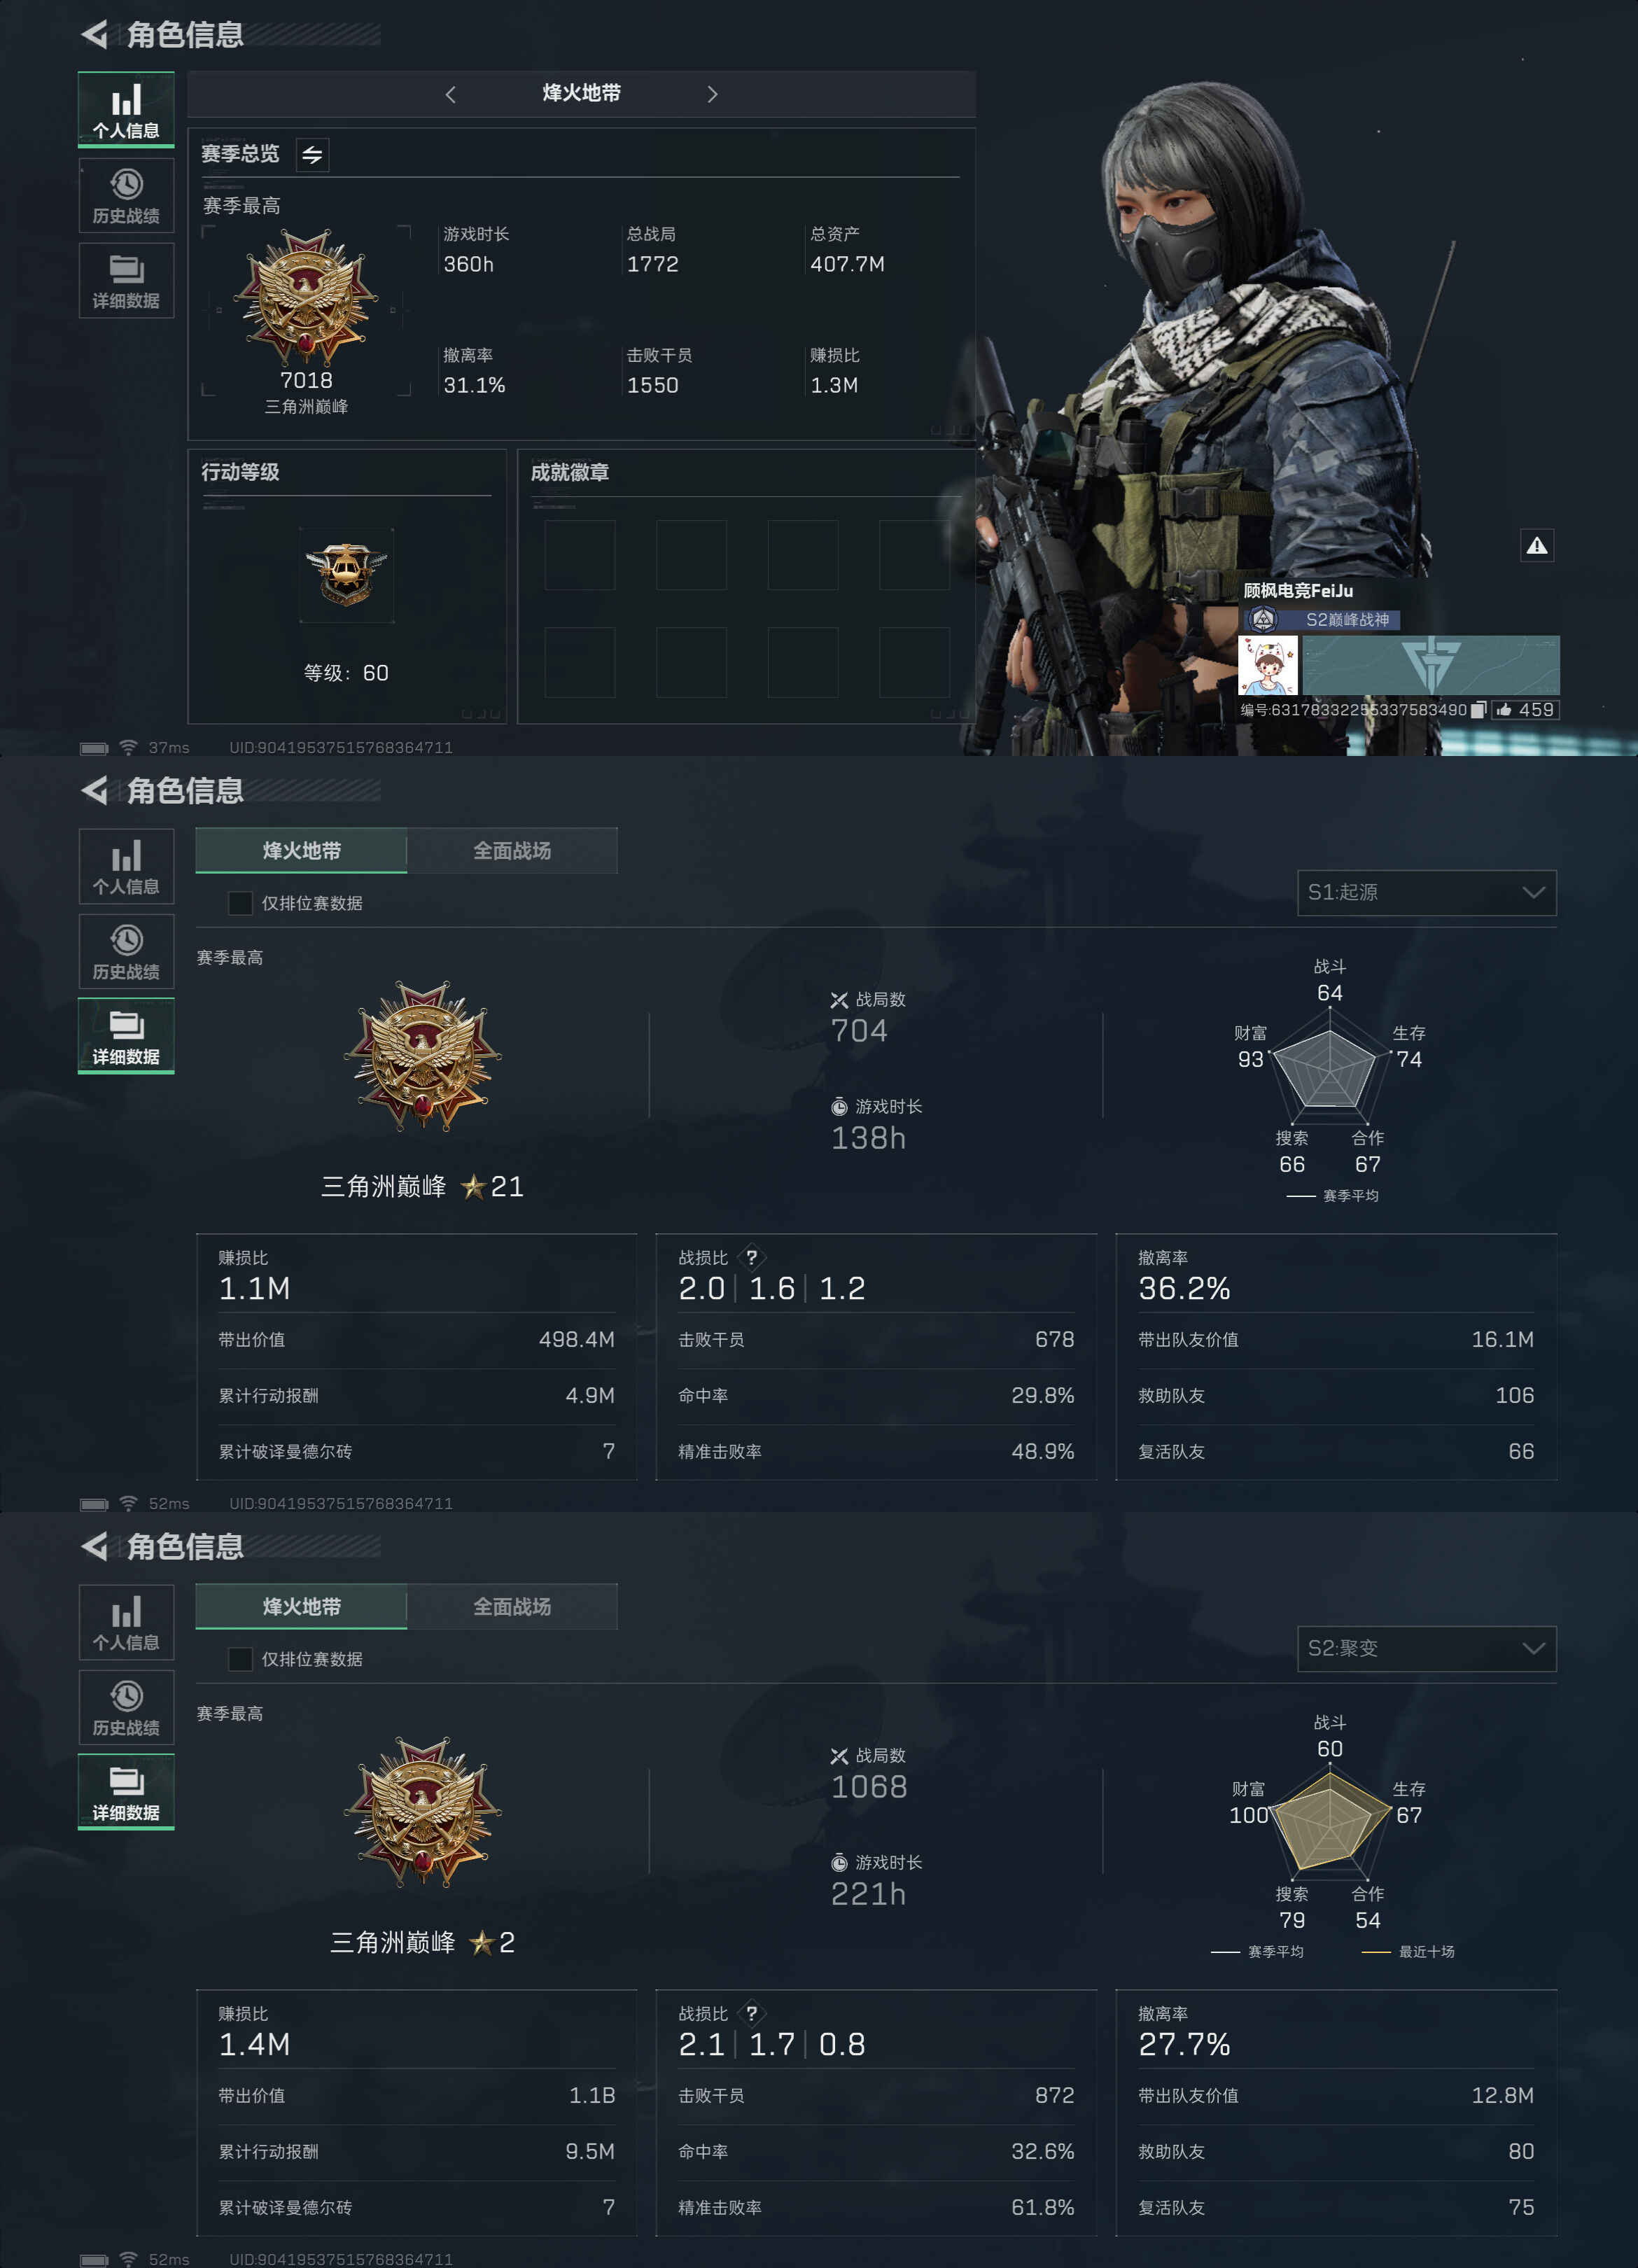 角色信息
个人信息
历史战绩
详细数据
烽火地带
赛季总览
赛季最高
7018
三角洲巅峰
游戏时长
360h
总战局
1772
总资产
407.7M
撤离率
31.1%
击败干员
1550
赚损比
1.3M
行动等级
等级：60
成就徽章
顾枫电竞FeiJu
S2巅峰战神
编号:63178332255337583490
459
37ms UID:90419537515768364711
角色信息
个人信息
历史战绩
详细数据
烽火地带 全面战场
仅排位赛数据
S1:起源
赛季最高
三角洲巅峰 21
战局数
704
游戏时长
138h
战斗
64
财富
93
生存
74
搜索
66
合作
67
赛季平均
赚损比
1.1M
带出价值 498.4M
累计行动报酬 4.9M
累计破译曼德尔砖 7
战损比 ?
2.0 | 1.6 | 1.2
击败干员 678
命中率 29.8%
精准击败率 48.9%
撤离率
36.2%
带出队友价值 16.1M
救助队友 106
复活队友 66
52ms UID:90419537515768364711
角色信息
个人信息
历史战绩
详细数据
烽火地带 全面战场
仅排位赛数据
S2:聚变
赛季最高
三角洲巅峰 2
战局数
1068
游戏时长
221h
战斗
60
财富
100
生存
67
搜索
79
合作
54
赛季平均 最近十场
赚损比
1.4M
带出价值 1.1B
累计行动报酬 9.5M
累计破译曼德尔砖 7
战损比 ?
2.1 | 1.7 | 0.8
击败干员 872
命中率 32.6%
精准击败率 61.8%
撤离率
27.7%
带出队友价值 12.8M
救助队友 80
复活队友 75
52ms UID:90419537515768364711